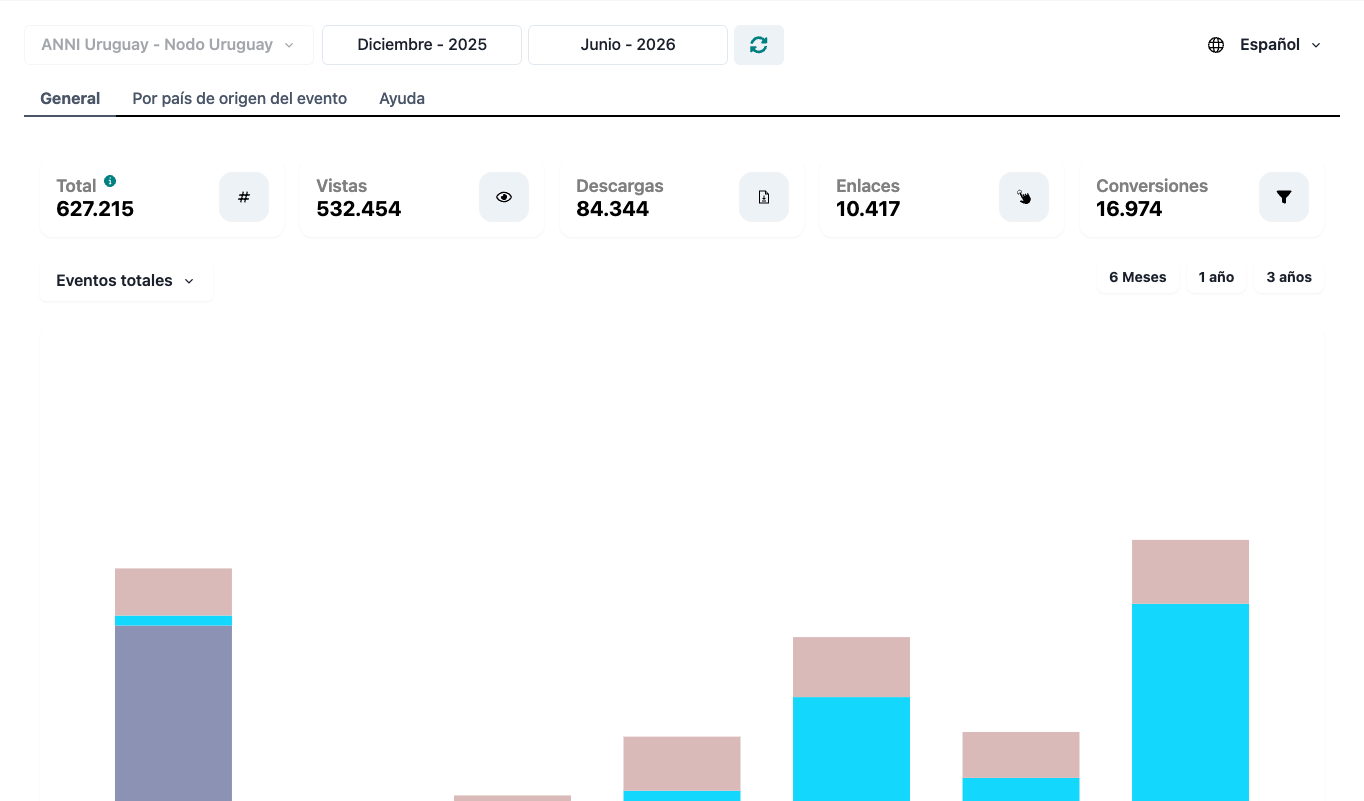 ANNI Uruguay - Nodo Uruguay
Diciembre - 2025
Junio - 2026
Español
General
Por país de origen del evento
Ayuda
Total
627.215
#
Vistas
532.454
Descargas
84.344
Enlaces
10.417
Conversiones
16.974
Eventos totales
6 Meses
1 año
3 años